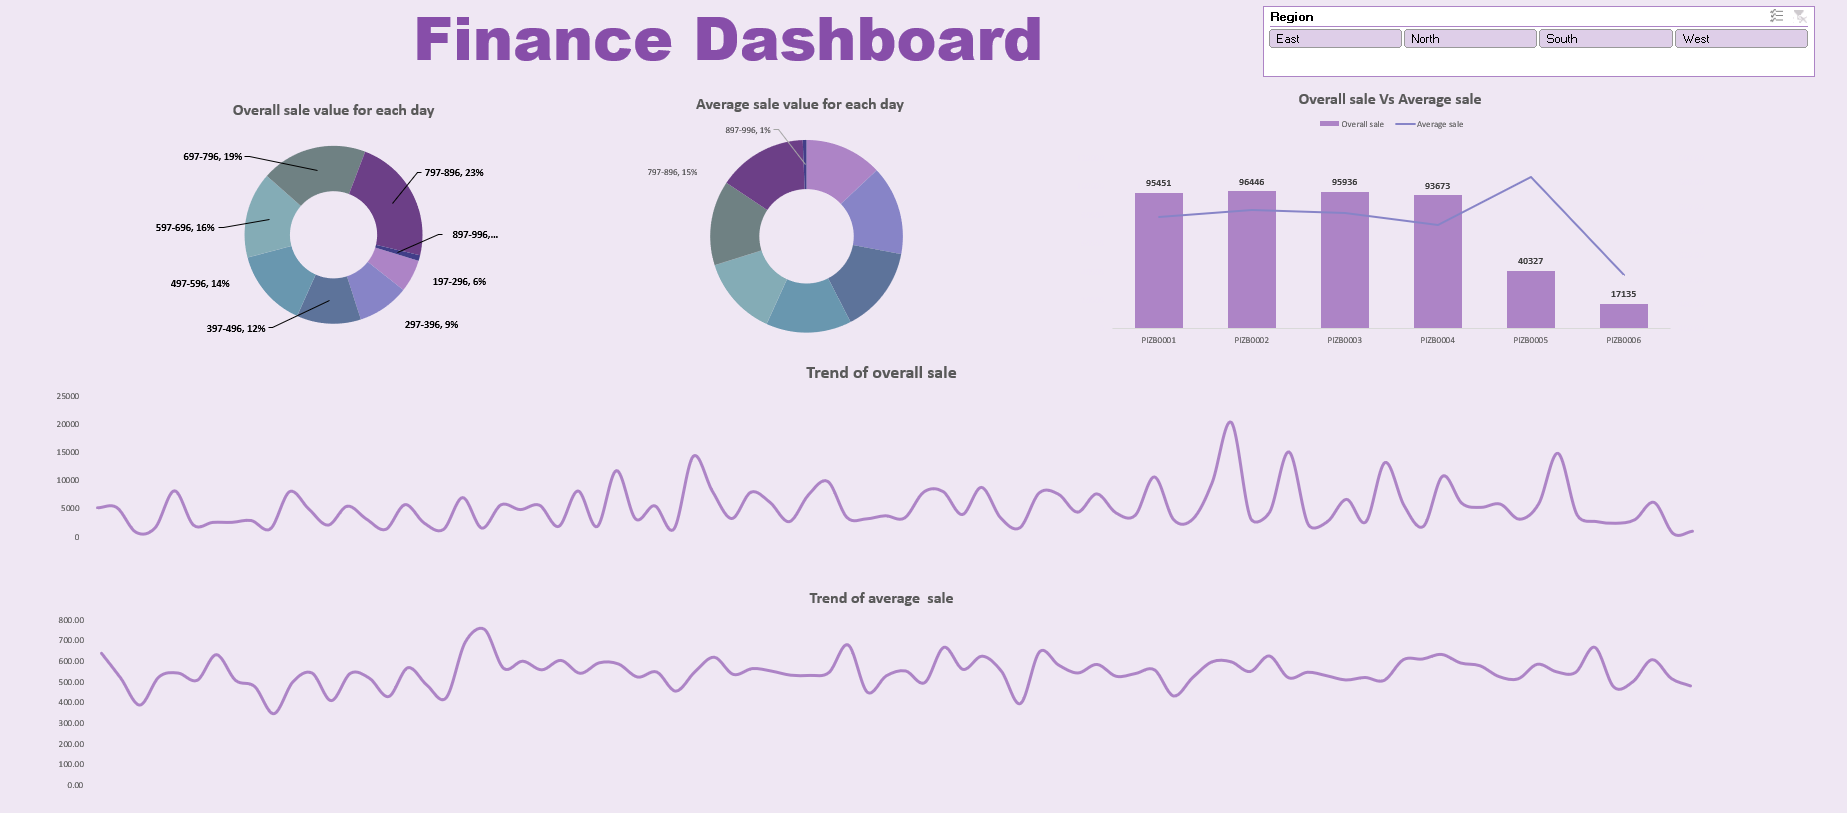 Finance Dashboard
Region
East
North
South
West
Overall sale value for each day
697-796, 19%
797-896, 23%
597-696, 16%
897-996,...
497-596, 14%
197-296, 6%
397-496, 12%
297-396, 9%
Average sale value for each day
897-996, 1%
797-896, 15%
Overall sale Vs Average sale
Overall sale
Average sale
95451
96446
95936
93673
40327
17135
PIZB0001
PIZB0002
PIZB0003
PIZB0004
PIZB0005
PIZB0006
Trend of overall sale
25000
20000
15000
10000
5000
0
Trend of average  sale
800.00
700.00
600.00
500.00
400.00
300.00
200.00
100.00
0.00